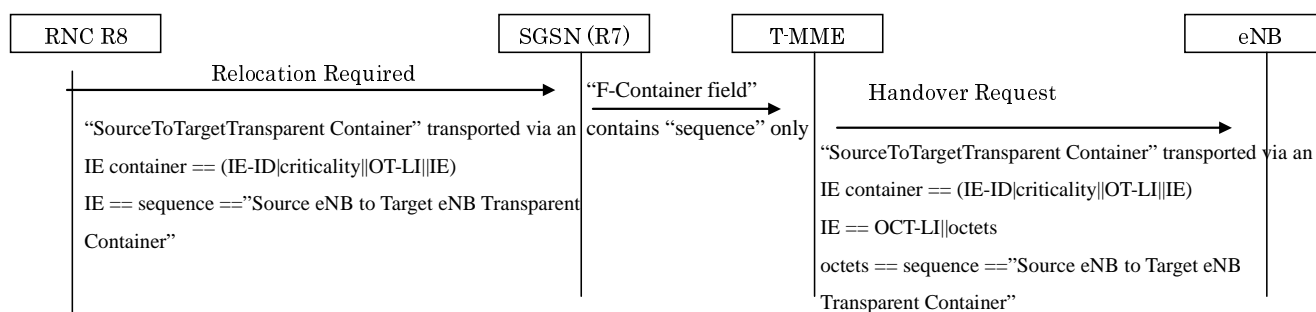 RNC R8
SGSN (R7)
T-MME
eNB
Relocation Required
“SourceToTargetTransparent Container” transported via an
IE container == (IE-ID|criticality||OT-LI||IE)
IE == sequence ==”Source eNB to Target eNB Transparent
Container”
“F-Container field”
contains “sequence” only
Handover Request
“SourceToTargetTransparent Container” transported via an
IE container == (IE-ID|criticality||OT-LI||IE)
IE == OCT-LI||octets
octets == sequence ==”Source eNB to Target eNB
Transparent Container”